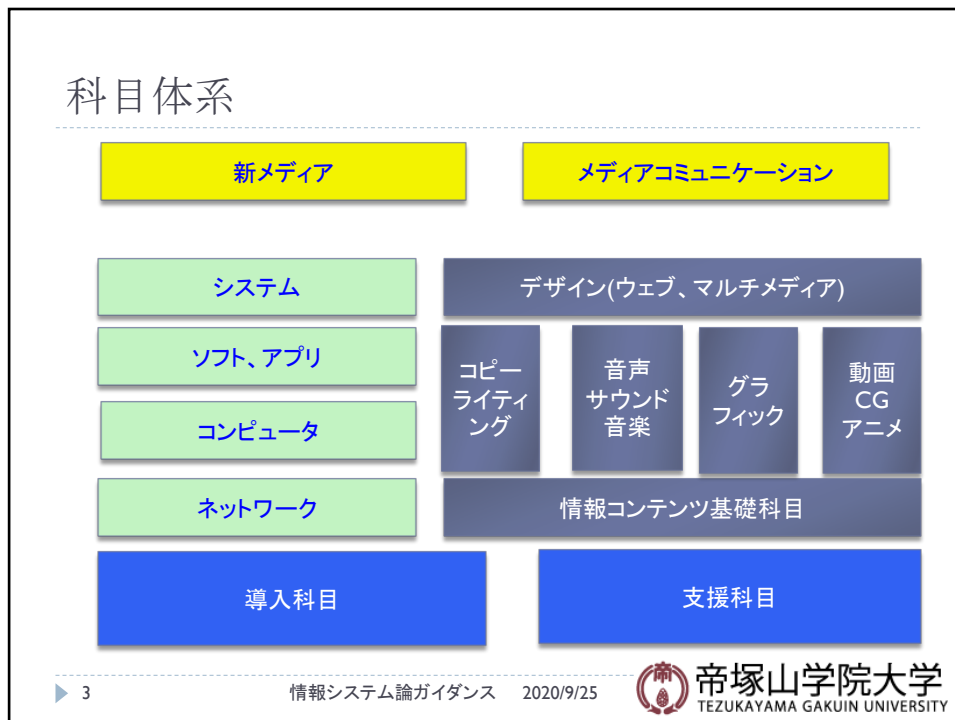 科目体系
新メディア
メディアコミュニケーション
システム
ソフト、アプリ
コンピュータ
ネットワーク
デザイン(ウェブ、マルチメディア)
コピー
ライティ
ング
音声
サウンド
音楽
グラ
フィック
動画
CG
アニメ
情報コンテンツ基礎科目
導入科目
支援科目
3
情報システム論ガイダンス 2020/9/25
帝
帝塚山学院大学
TEZUKAYAMA GAKUIN UNIVERSITY